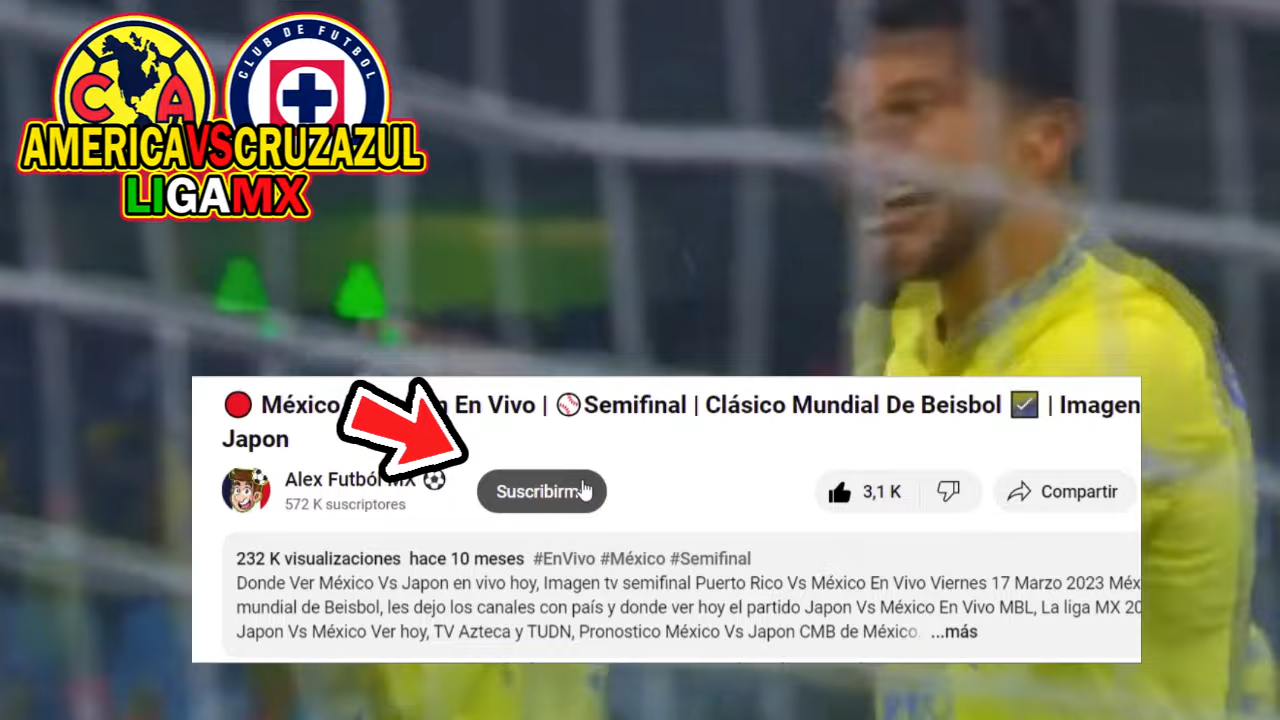 CLUB DE FUTBOL
CA
AMERICAVSCRUZAZUL
LIGAMX
México En Vivo | Semifinal | Clásico Mundial De Beisbol | Imagen
Japon
Alex Futból MX
572 K suscriptores
3,1 K
Compartir
232 K visualizaciones hace 10 meses #EnVivo #México #Semifinal
Donde Ver México Vs Japon en vivo hoy, Imagen tv semifinal Puerto Rico Vs México En Vivo Viernes 17 Marzo 2023 Méx
mundial de Beisbol, les dejo los canales con país y donde ver hoy el partido Japon Vs México En Vivo MBL, La liga MX 20
Japon Vs México Ver hoy, TV Azteca y TUDN, Pronostico México Vs Japon CMB de México. ...más